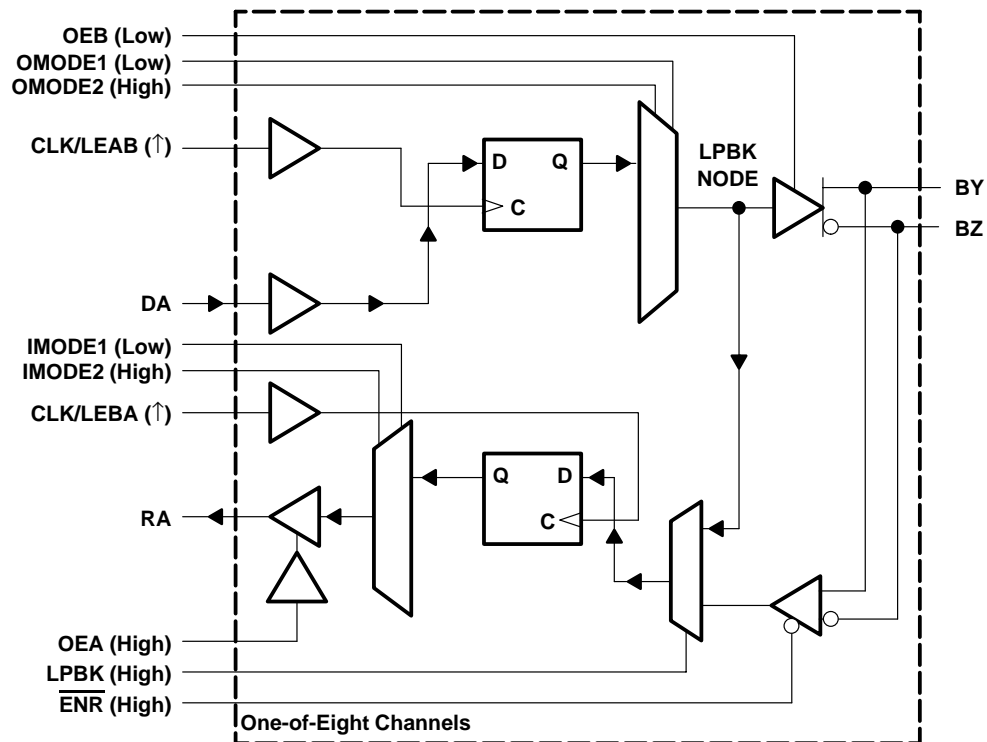 OEB (Low)
OMODE1 (Low)
OMODE2 (High)
CLK/LEAB (↑)
D Q
C
LPBK
NODE
BY
BZ
DA
IMODE1 (Low)
IMODE2 (High)
CLK/LEBA (↑)
Q D
C
RA
OEA (High)
LPBK (High)
ENR (High)
One-of-Eight Channels